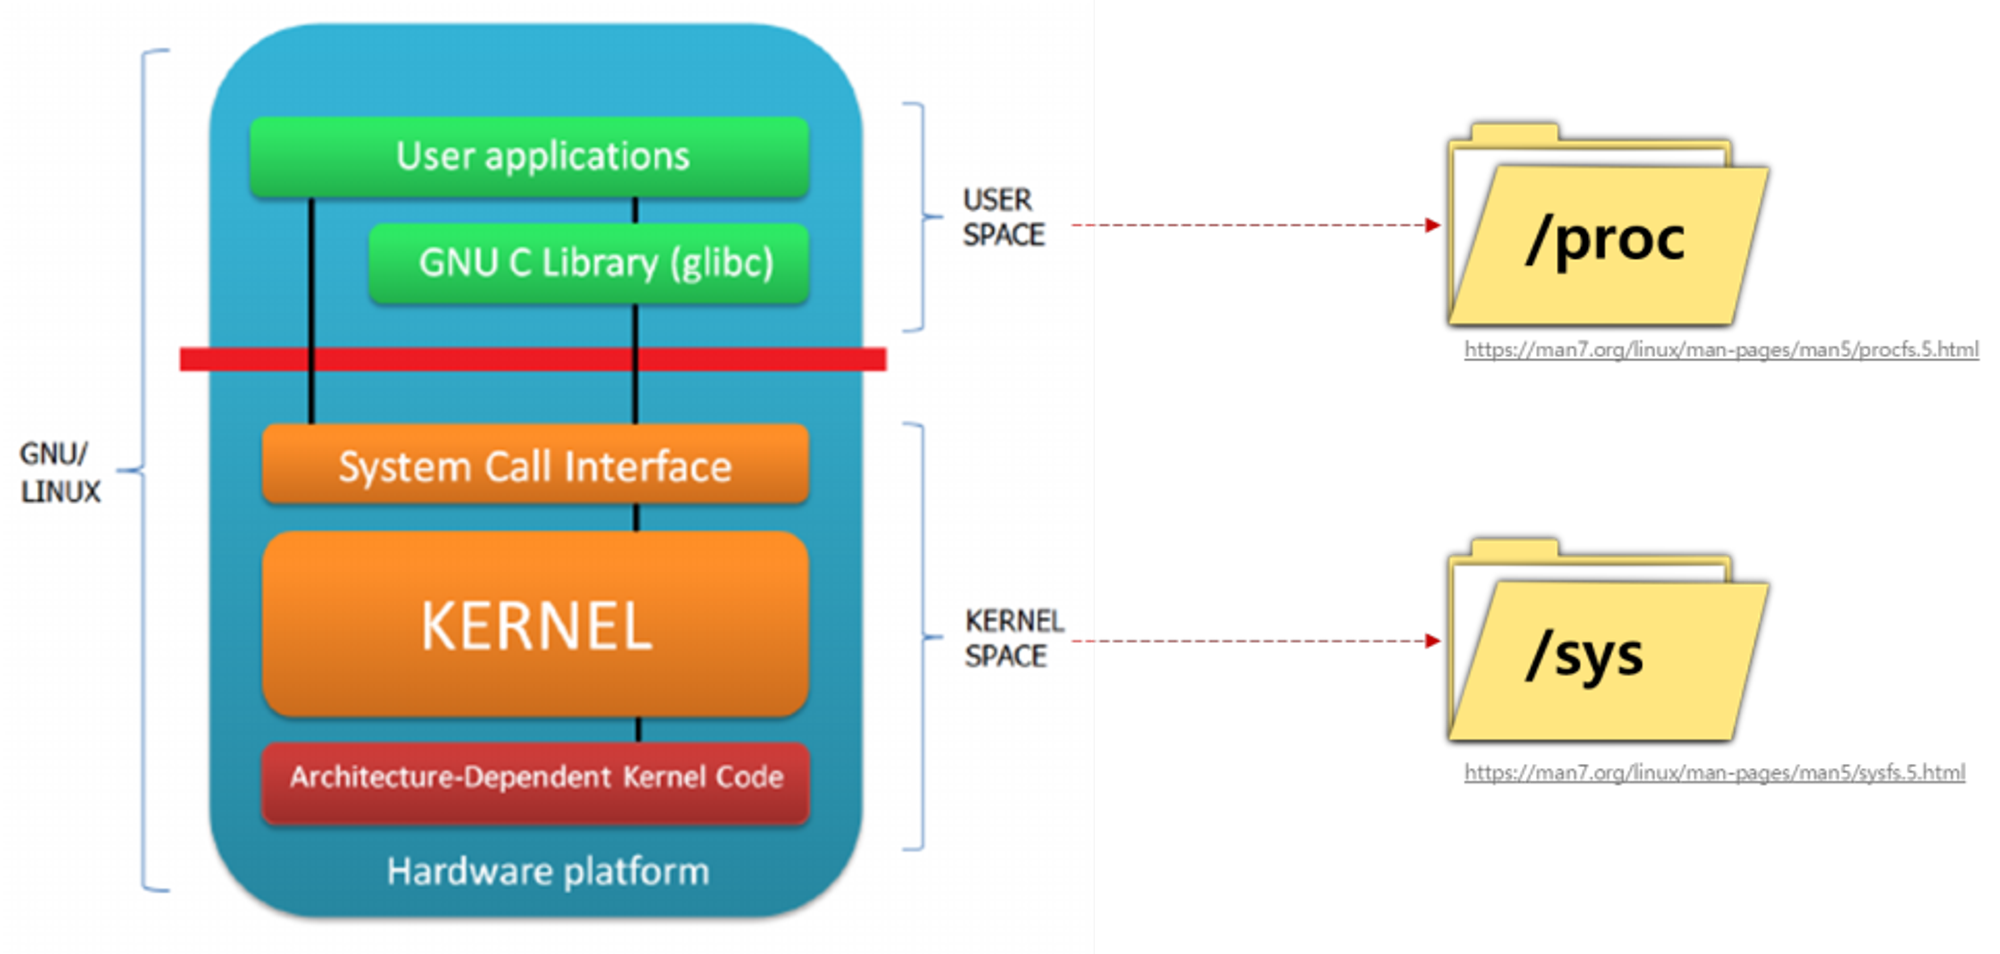 GNU/
LINUX
User applications
GNU C Library (glibc)
System Call Interface
KERNEL
Architecture-Dependent Kernel Code
Hardware platform
USER
SPACE
KERNEL
SPACE
/proc
https://man7.org/linux/man-pages/man5/procfs.5.html
/sys
https://man7.org/linux/man-pages/man5/sysfs.5.html